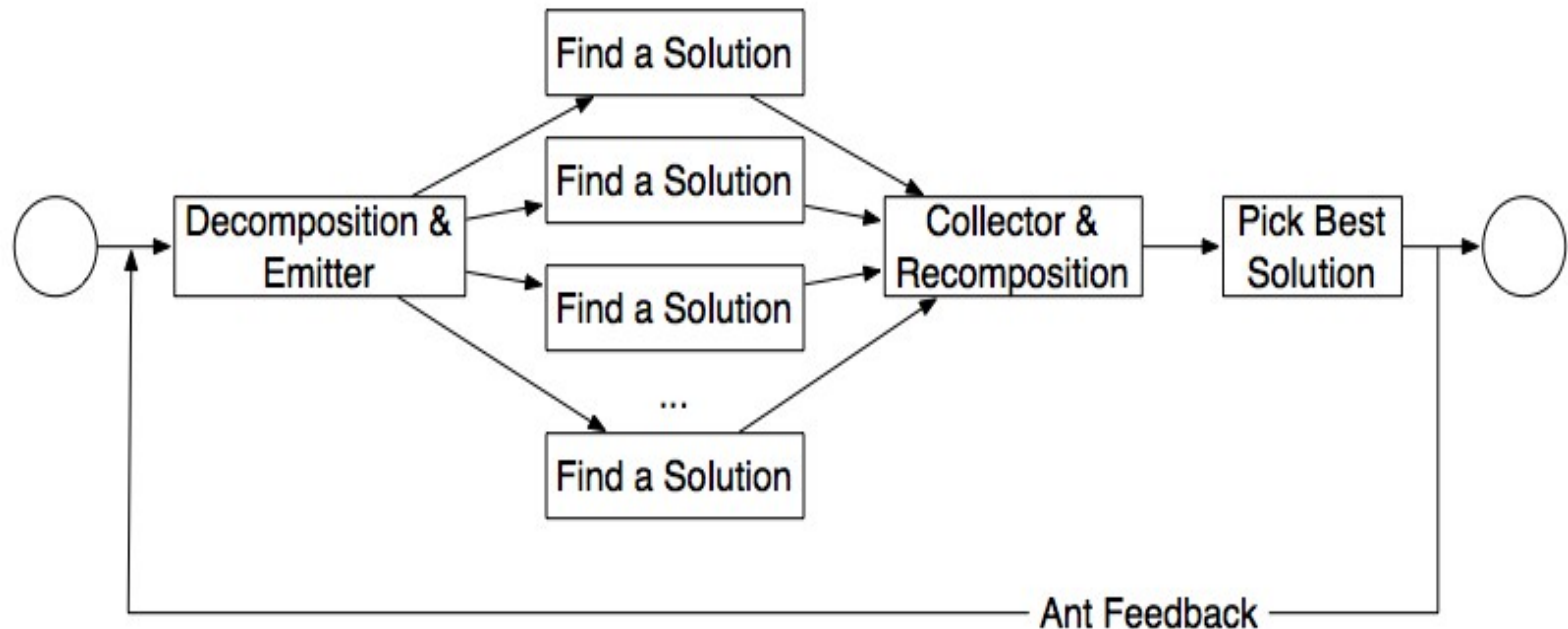 Find a Solution
Find a Solution
Decomposition &
Emitter
Collector &
Recomposition
Pick Best
Solution
Find a Solution
...
Find a Solution
Ant Feedback